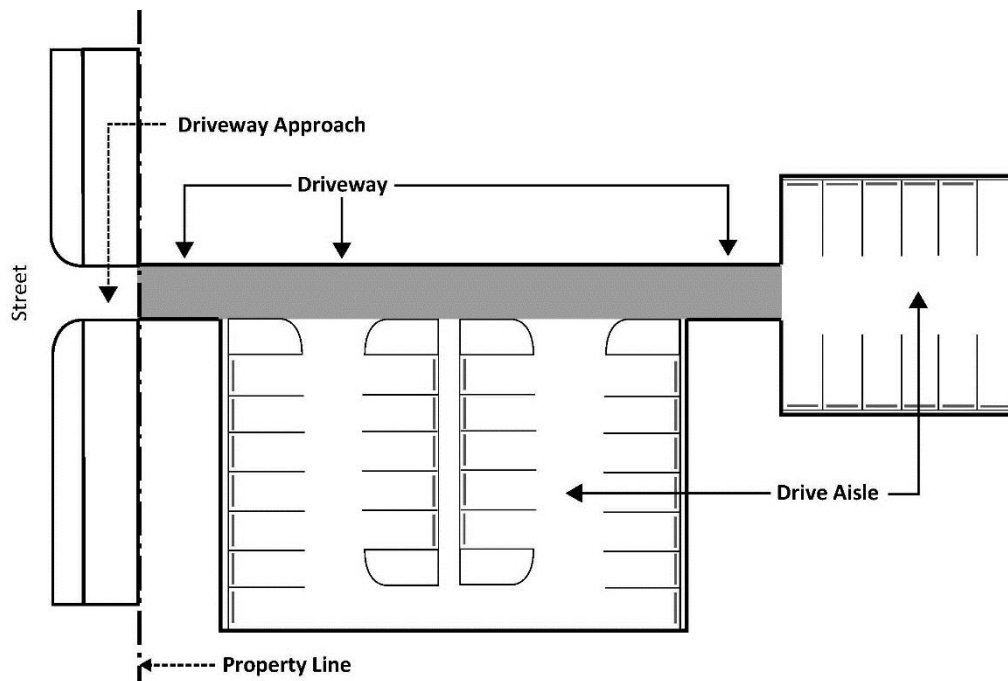 Driveway Approach
Driveway
Street
Drive Aisle
Property Line